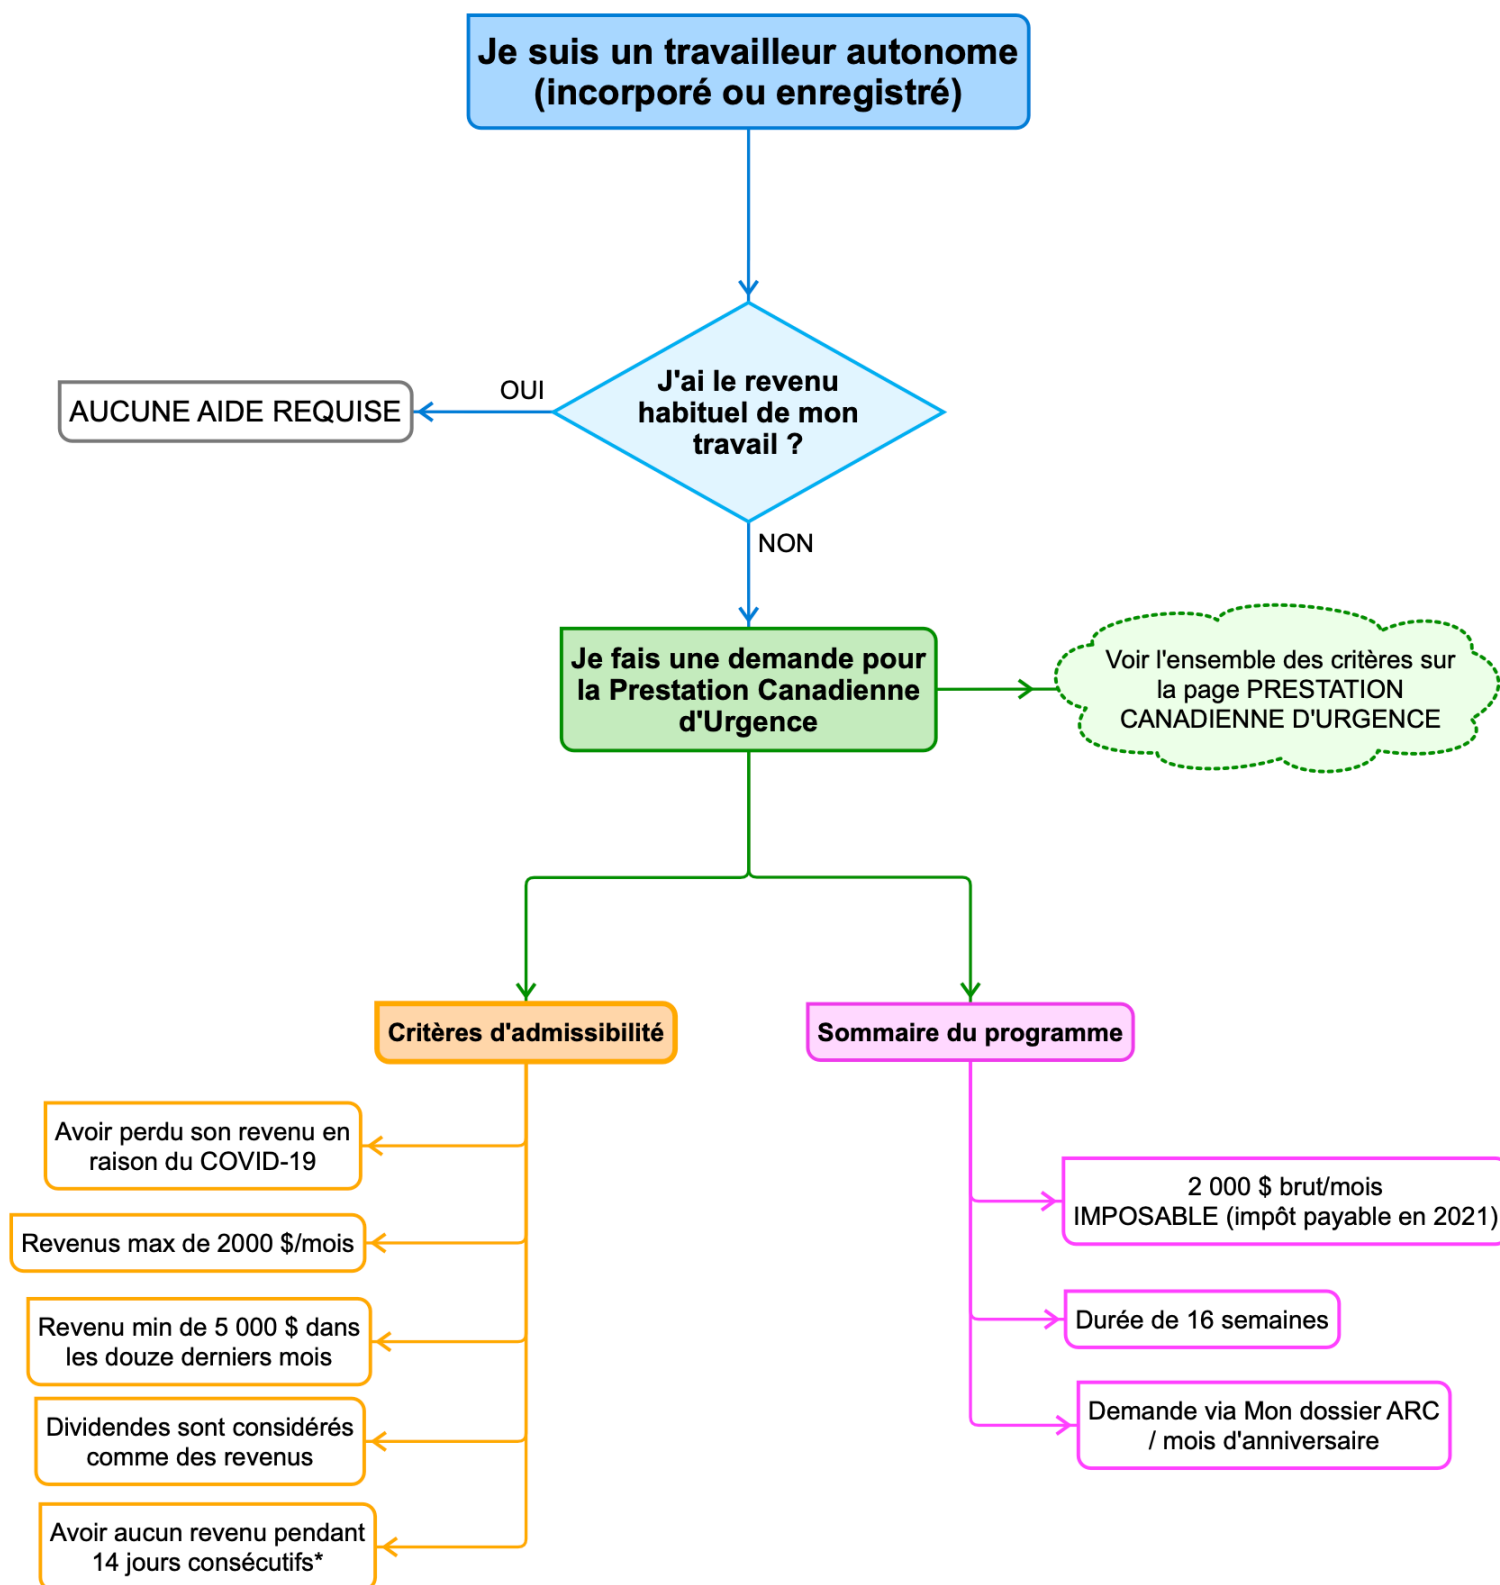 Je suis un travailleur autonome
(incorporé ou enregistré)
J'ai le revenu
habituel de mon
travail ?
OUI
AUCUNE AIDE REQUISE
NON
Je fais une demande pour
la Prestation Canadienne
d'Urgence
Voir l'ensemble des critères sur
la page PRESTATION
CANADIENNE D'URGENCE
Critères d'admissibilité
Avoir perdu son revenu en
raison du COVID-19
Revenus max de 2000 $/mois
Revenu min de 5 000 $ dans
les douze derniers mois
Dividendes sont considérés
comme des revenus
Avoir aucun revenu pendant
14 jours consécutifs*
Sommaire du programme
2 000 $ brut/mois
IMPOSABLE (impôt payable en 2021)
Durée de 16 semaines
Demande via Mon dossier ARC
/ mois d'anniversaire